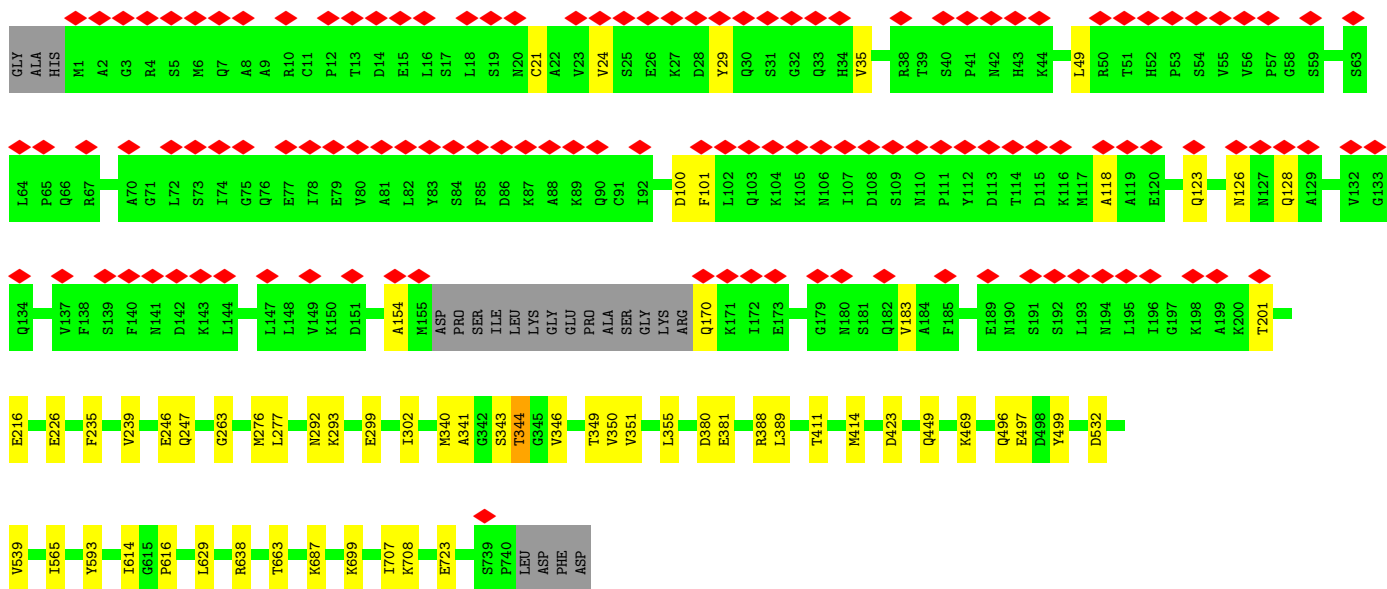 GLY ALA HIS M1 A2 G3 R4 S5 M6 Q7 A8 A9 R10 C11 P12 T13 D14 E15 L16 S17 L18 S19 N20 C21 A22 V23 V24 S25 E26 K27 D28 Y29 Q30 S31 G32 Q33 H34 V35 R38 T39 S40 P41 N42 H43 K44 L49 R50 T51 H52 P53 S54 V55 V56 P57 G58 S59 S63
L64 P65 Q66 R67 A70 G71 L72 S73 I74 G75 Q76 E77 I78 E79 V80 A81 L82 Y83 S84 F85 D86 K87 A88 K89 Q90 C91 I92 D100 F101 L102 Q103 K104 K105 N106 I107 D108 S109 N110 P111 Y112 D113 T114 D115 K116 M117 A118 A119 E120 Q123 N126 N127 Q128 A129 V132 G133
Q134 V137 F138 S139 F140 N141 D142 K143 L144 L147 L148 V149 K150 D151 A154 M155 ASP PRO SER ILE LEU LYS GLY GLU PRO ALA SER GLY LYS ARG Q170 K171 I172 E173 G179 N180 S181 Q182 V183 A184 F185 E189 N190 S191 S192 L193 N194 L195 I196 G197 K198 A199 K200 T201
E216 E226 F235 V239 E246 Q247 G263 M276 L277 N292 K293 E299 I302 M340 A341 G342 S343 T344 G345 V346 T349 V350 V351 L355 D380 E381 R388 L389 T411 M414 D423 Q449 K469 Q496 E497 D498 Y499 D532
V539 I565 Y593 I614 G615 P616 L629 R638 T663 K687 K699 I707 K708 E723 S739 P740 LEU ASP PHE ASP